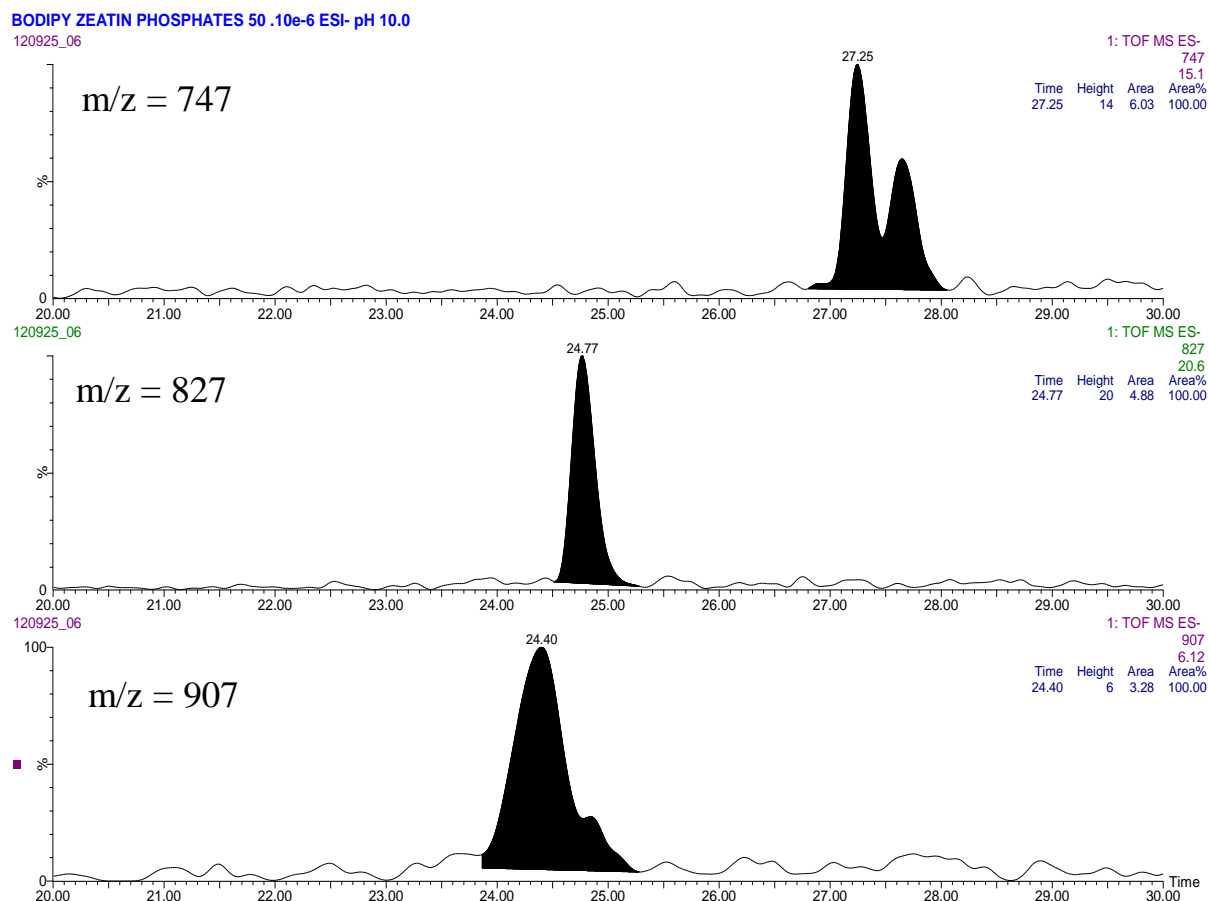 BODIPY ZEATIN PHOSPHATES 50 .10e-6 ESI- pH 10.0
120925_06
1: TOF MS ES-
747
15.1
Time Height Area Area%
27.25 14 6.03 100.00
m/z = 747
27.25
%
0
20.00 21.00 22.00 23.00 24.00 25.00 26.00 27.00 28.00 29.00 30.00
120925_06
1: TOF MS ES-
827
20.6
Time Height Area Area%
24.77 20 4.88 100.00
m/z = 827
24.77
%
0
20.00 21.00 22.00 23.00 24.00 25.00 26.00 27.00 28.00 29.00 30.00
120925_06
1: TOF MS ES-
907
6.12
Time Height Area Area%
24.40 6 3.28 100.00
m/z = 907
24.40
100
%
0
Time
20.00 21.00 22.00 23.00 24.00 25.00 26.00 27.00 28.00 29.00 30.00